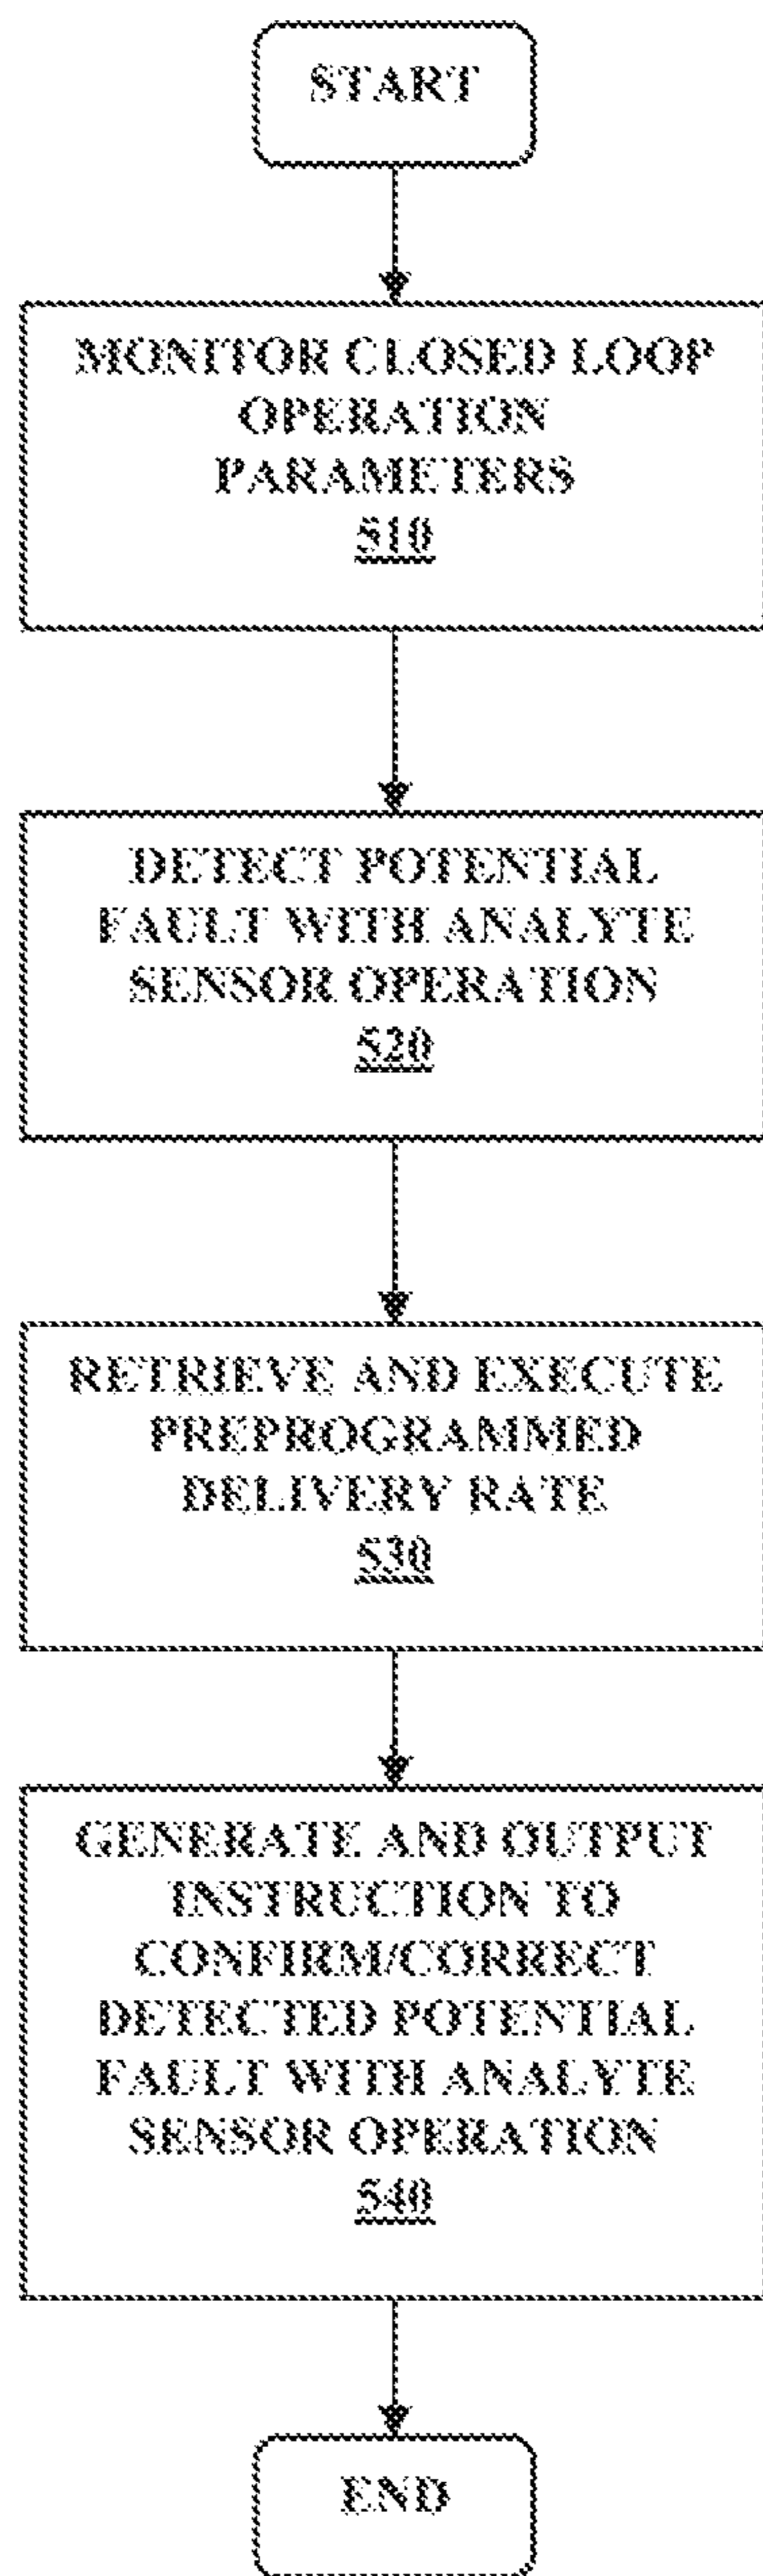 START
MONITOR CLOSED LOOP
OPERATION
PARAMETERS
510
DETECT POTENTIAL
FAULT WITH ANALYTE
SENSOR OPERATION
520
RETRIEVE AND EXECUTE
PREPROGRAMMED
DELIVERY RATE
530
GENERATE AND OUTPUT
INSTRUCTION TO
CONFIRM/CORRECT
DETECTED POTENTIAL
FAULT WITH ANALYTE
SENSOR OPERATION
540
END